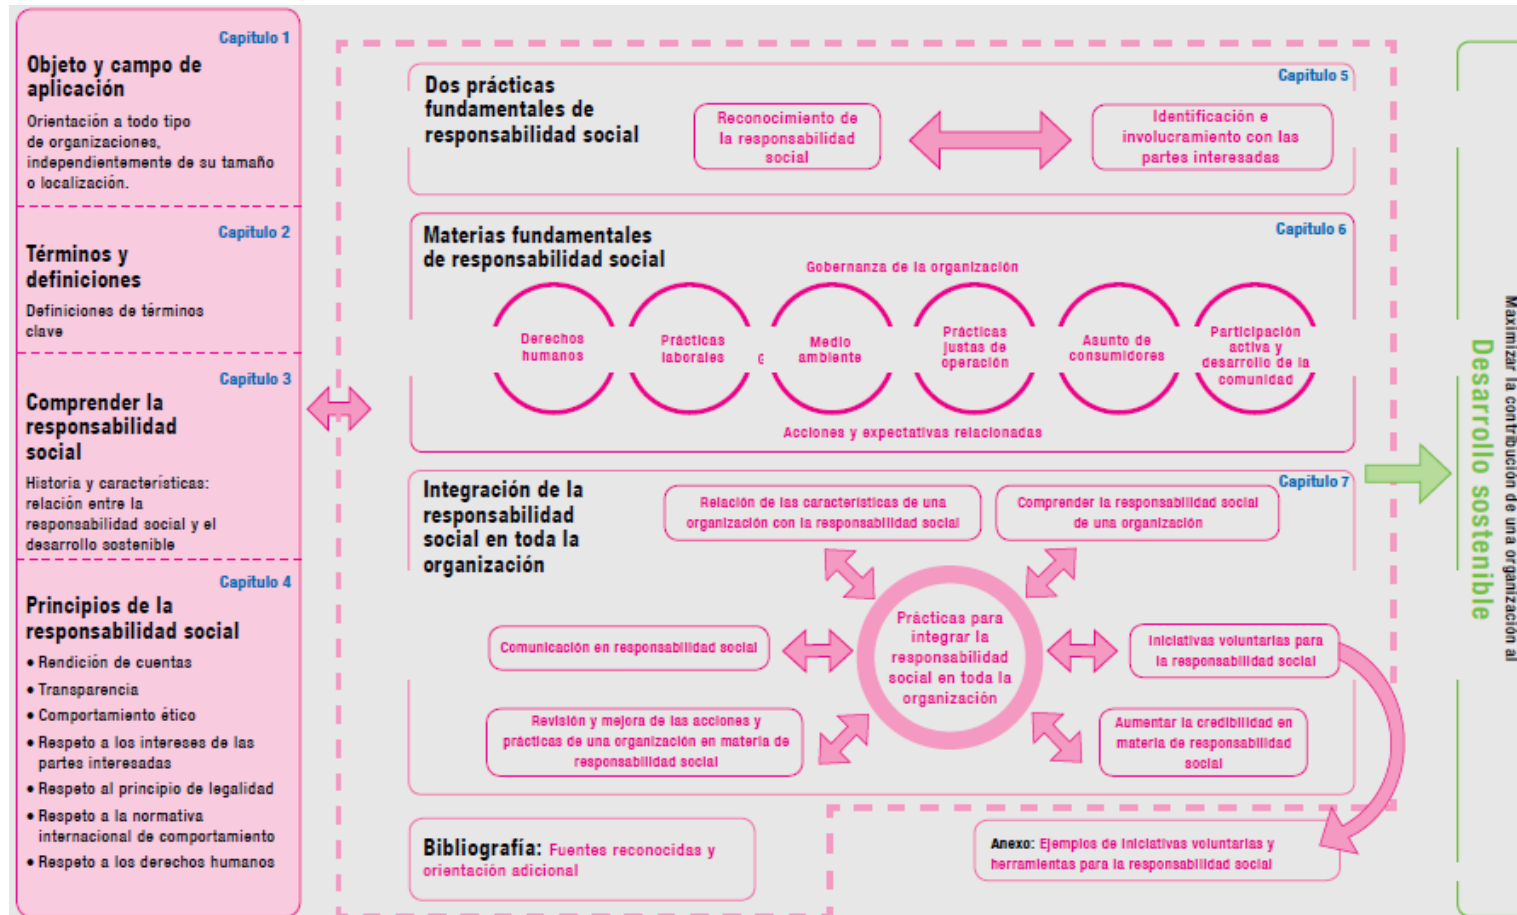 Capítulo 1
Objeto y campo de
aplicación
Orientación a todo tipo
de organizaciones,
independientemente de su tamaño
o localización.
Capítulo 2
Términos y
definiciones
Definiciones de términos
clave
Capítulo 3
Comprender la
responsabilidad
social
Historia y características:
relación entre la
responsabilidad social y el
desarrollo sostenible
Capítulo 4
Principios de la
responsabilidad social
• Rendición de cuentas
• Transparencia
• Comportamiento ético
• Respeto a los intereses de las
partes interesadas
• Respeto al principio de legalidad
• Respeto a la normativa
internacional de comportamiento
• Respeto a los derechos humanos
Capítulo 5
Dos prácticas
fundamentales de
responsabilidad social
Reconocimiento de
la responsabilidad
social
Identificación e
involucramiento con las
partes interesadas
Capítulo 6
Materias fundamentales
de responsabilidad social
Gobernanza de la organización
Derechos
humanos
Prácticas
laborales
G
Medio
ambiente
Prácticas
justas de
operación
Asunto de
consumidores
Participación
activa y
desarrollo de la
comunidad
Acciones y expectativas relacionadas
Capítulo 7
Integración de la
responsabilidad
social en toda la
organización
Relación de las características de una
organización con la responsabilidad social
Comprender la responsabilidad social
de una organización
Prácticas para
integrar la
responsabilidad
social en toda la
organización
Comunicación en responsabilidad social
Iniciativas voluntarias para
la responsabilidad social
Revisión y mejora de las acciones y
prácticas de una organización en materia de
responsabilidad social
Aumentar la credibilidad en
materia de responsabilidad
social
Bibliografía: Fuentes reconocidas y
orientación adicional
Anexo: Ejemplos de iniciativas voluntarias y
herramientas para la responsabilidad social
Maximizar la contribución de una organización al
Desarrollo sostenible